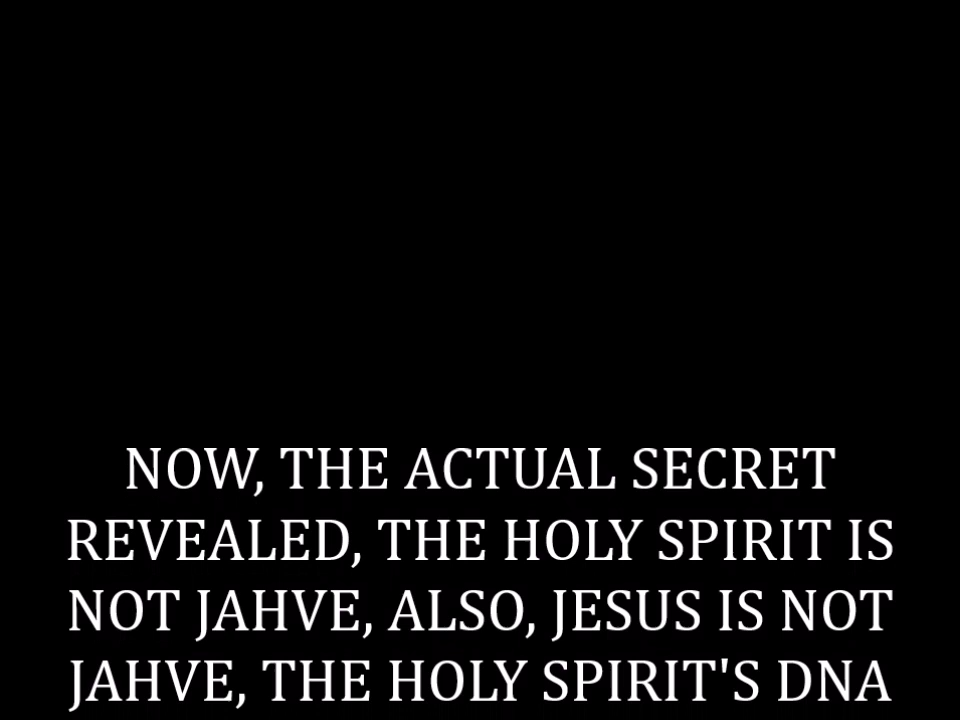 NOW, THE ACTUAL SECRET
REVEALED, THE HOLY SPIRIT IS
NOT JAHVE, ALSO, JESUS IS NOT
JAHVE, THE HOLY SPIRIT'S DNA